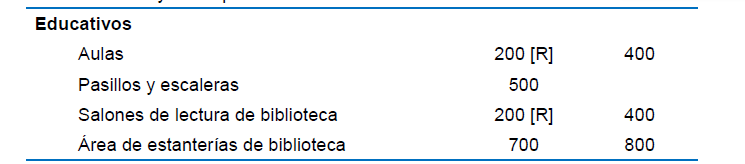 Educativos
Aulas 200 [R] 400
Pasillos y escaleras 500
Salones de lectura de biblioteca 200 [R] 400
Área de estanterías de biblioteca 700 800